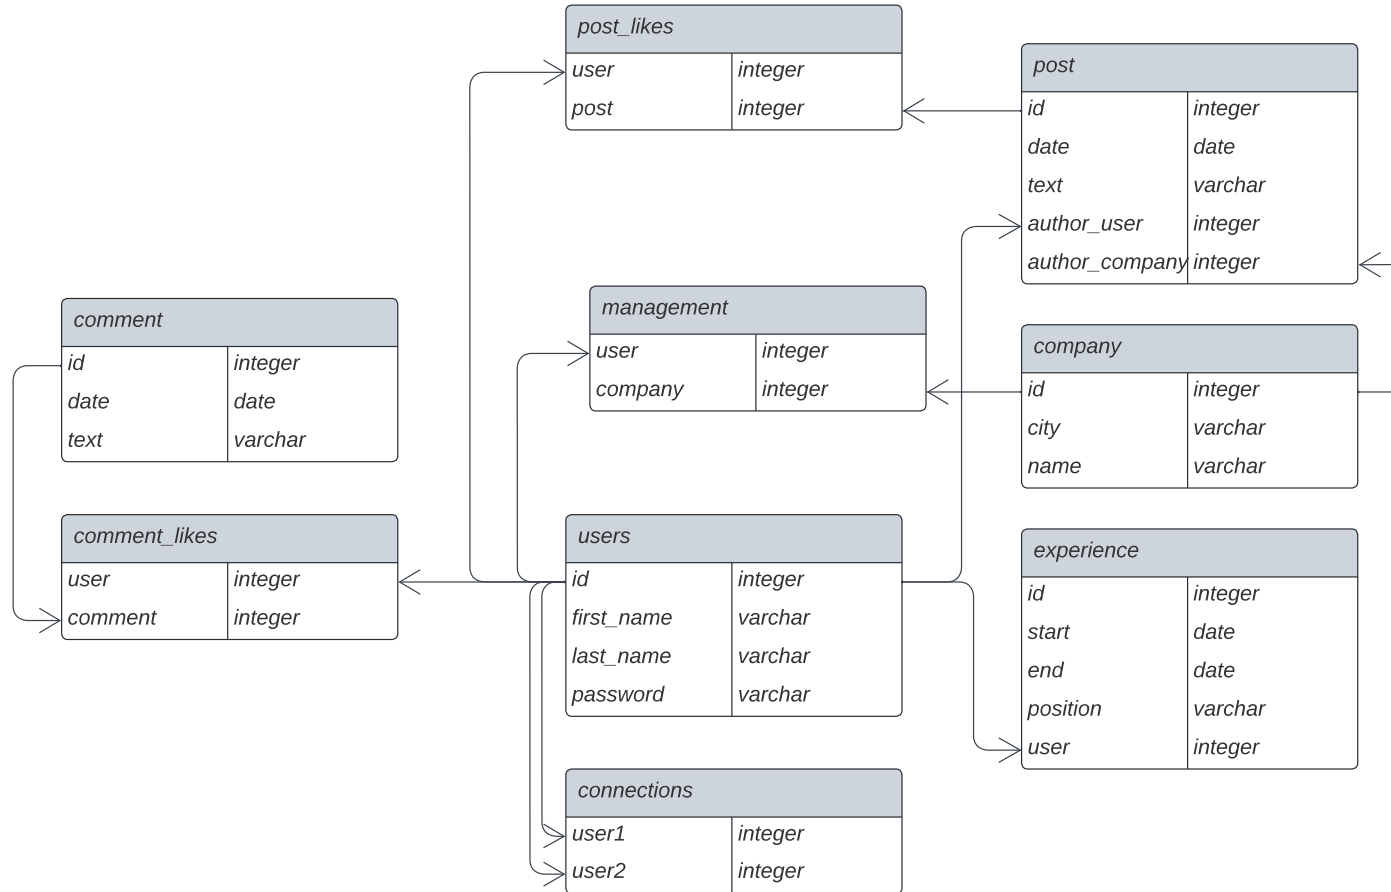 post_likes
user integer
post integer
post
id integer
date date
text varchar
author_user integer
author_company integer
management
user integer
company integer
comment
id integer
date date
text varchar
company
id integer
city varchar
name varchar
comment_likes
user integer
comment integer
users
id integer
first_name varchar
last_name varchar
password varchar
experience
id integer
start date
end date
position varchar
user integer
connections
user1 integer
user2 integer